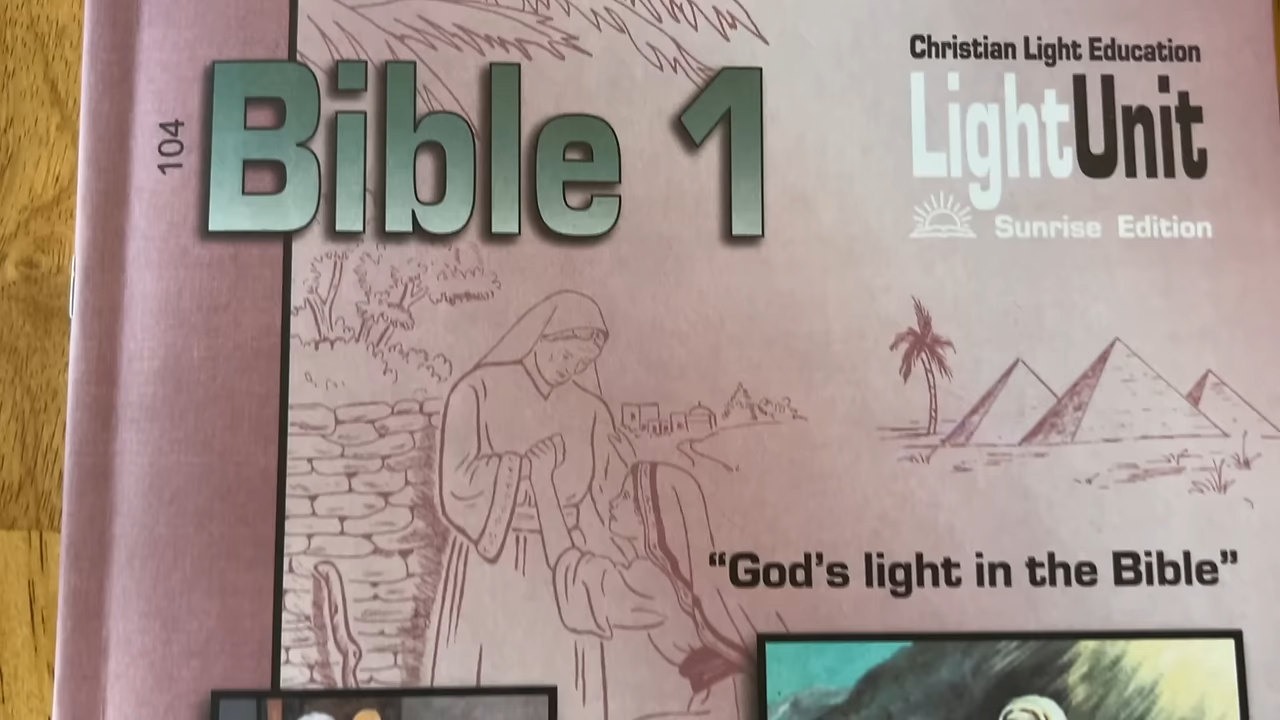 104
Bible 1
Christian Light Education
LightUnit
Sunrise Edition
“God’s light in the Bible”